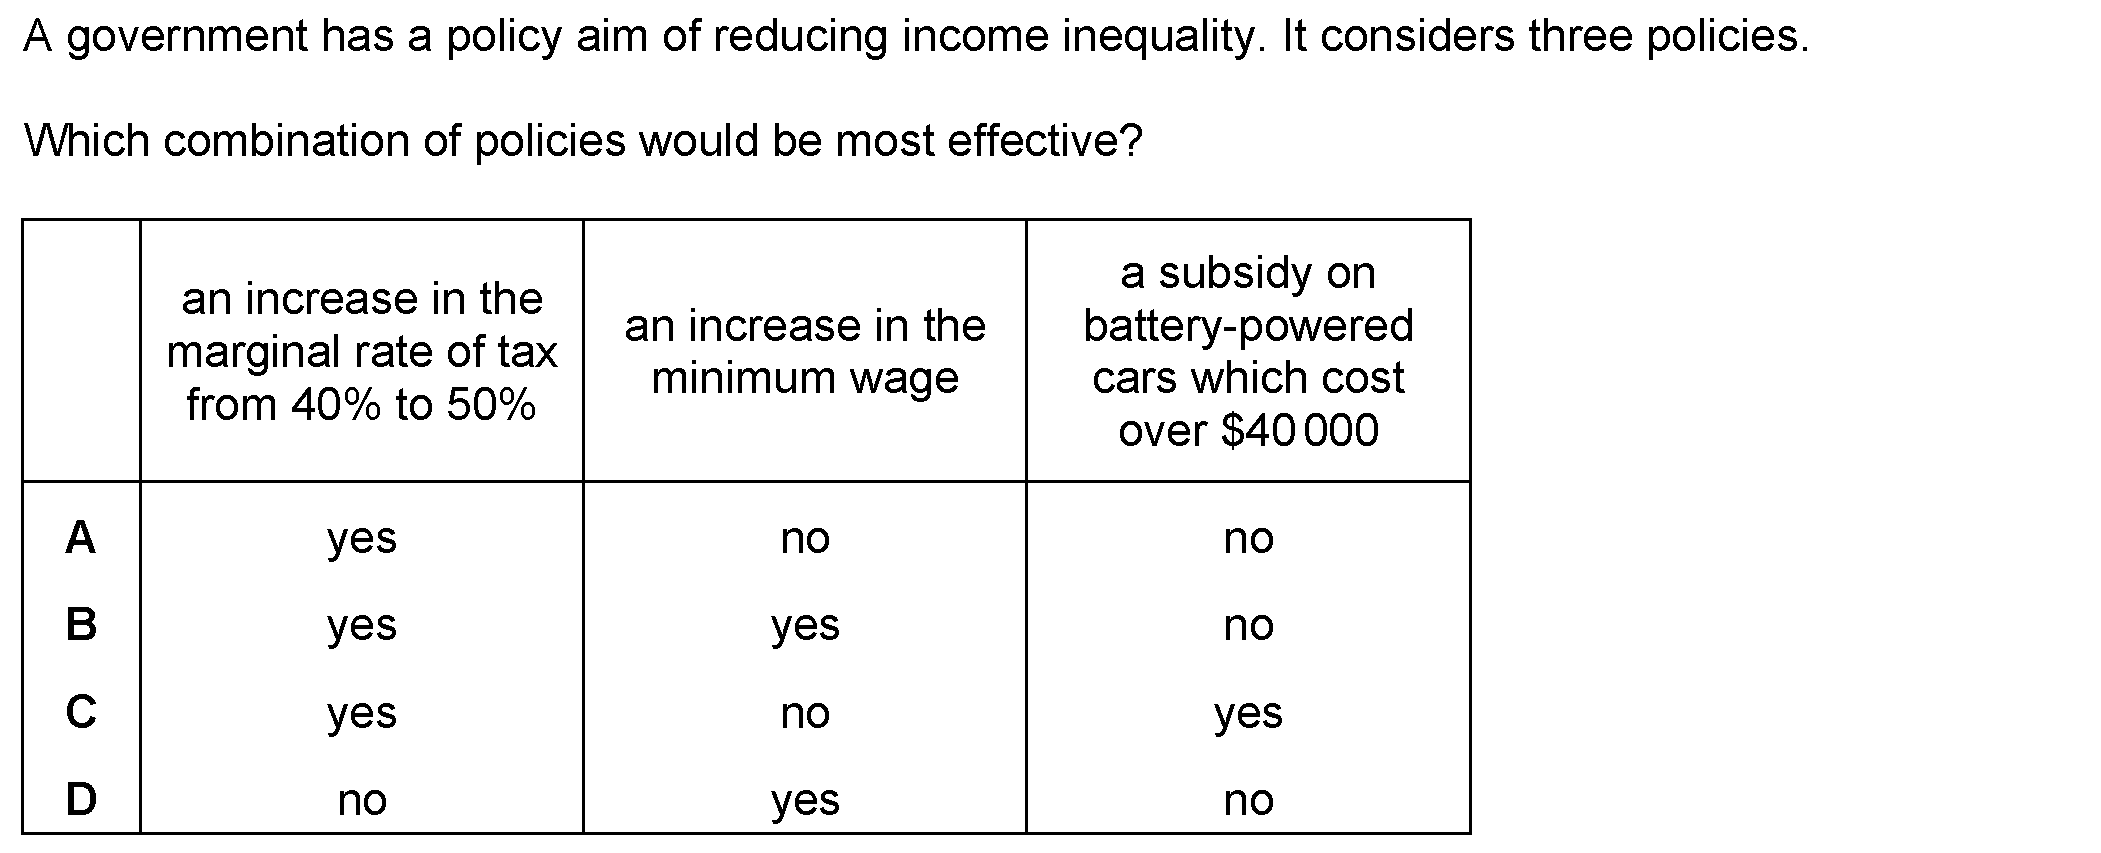 A government has a policy aim of reducing income inequality. It considers three policies.
Which combination of policies would be most effective?
an increase in the
marginal rate of tax
from 40% to 50%
an increase in the
minimum wage
a subsidy on
battery-powered
cars which cost
over $40 000
A yes no no
B yes yes no
C yes no yes
D no yes no